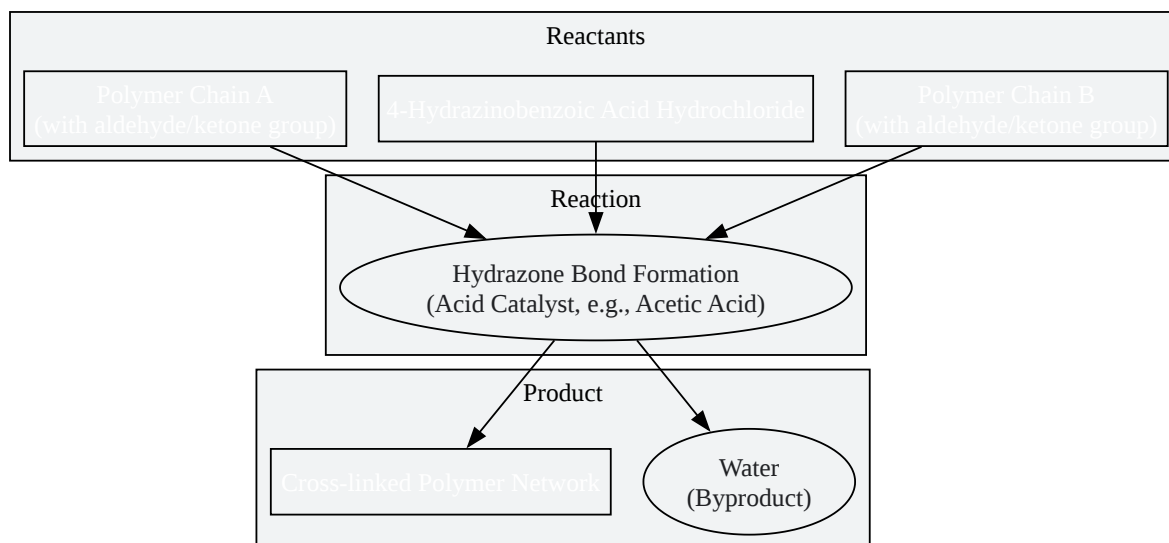 Reactants
Polymer Chain A
(with aldehyde/ketone group)
4-Hydrazinobenzoic Acid Hydrochloride
Polymer Chain B
(with aldehyde/ketone group)
Reaction
Hydrazone Bond Formation
(Acid Catalyst, e.g., Acetic Acid)
Product
Cross-linked Polymer Network
Water
(Byproduct)